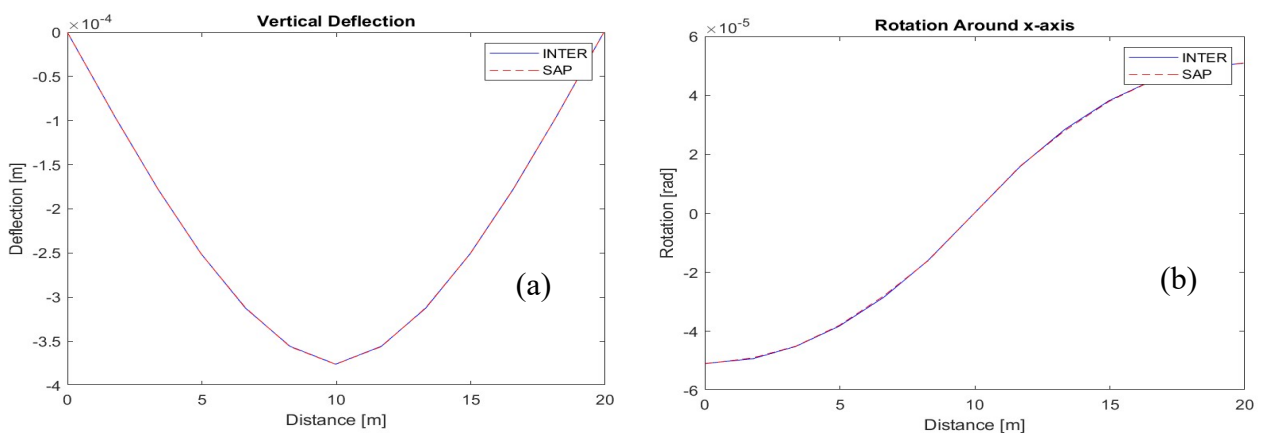 Vertical Deflection
×10⁻⁴
0
-0.5
-1
-1.5
-2
-2.5
-3
-3.5
-4
Deflection [m]
INTER
SAP
(a)
0 5 10 15 20
Distance [m]
Rotation Around x-axis
×10⁻⁵
6
4
2
0
-2
-4
-6
Rotation [rad]
INTER
SAP
(b)
0 5 10 15 20
Distance [m]